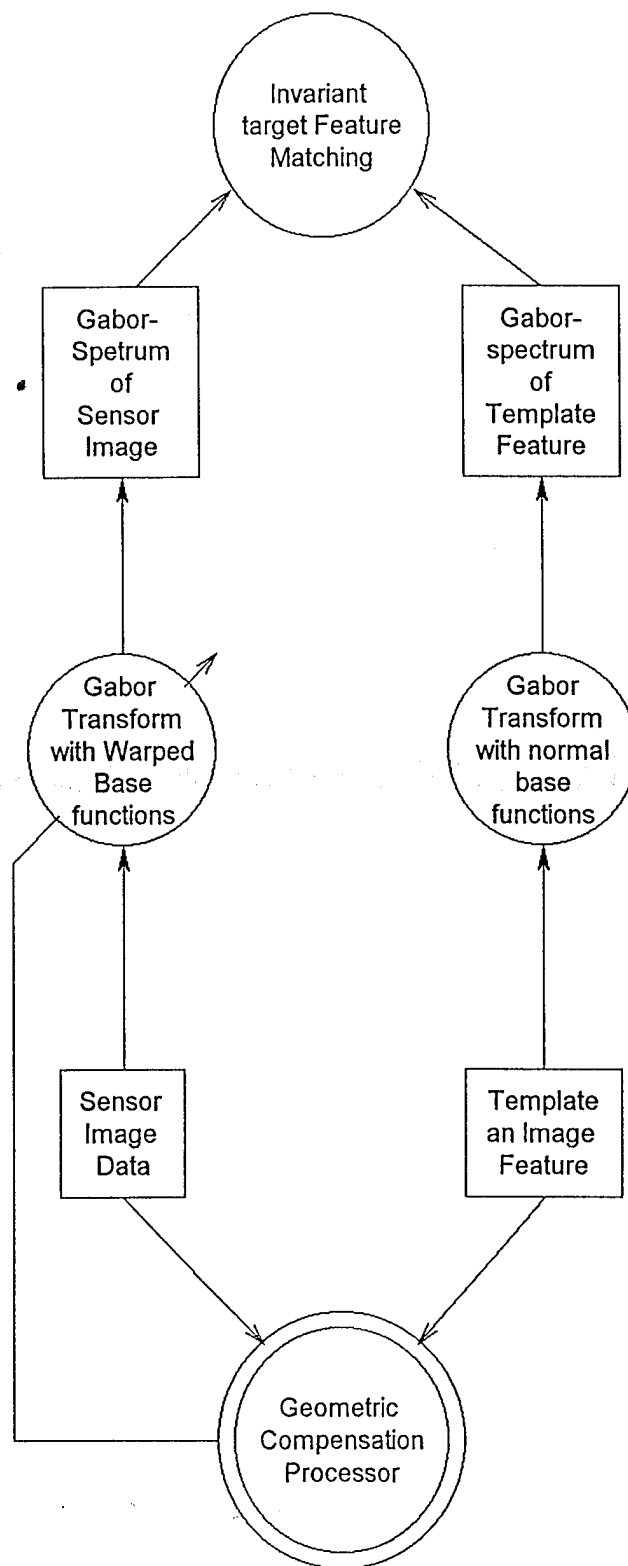 Invariant
target Feature
Matching
Gabor-
Spetrum
of
Sensor
Image
Gabor-
spectrum
of
Template
Feature
Gabor
Transform
with Warped
Base
functions
Gabor
Transform
with normal
base
functions
Sensor
Image
Data
Template
an Image
Feature
Geometric
Compensation
Processor